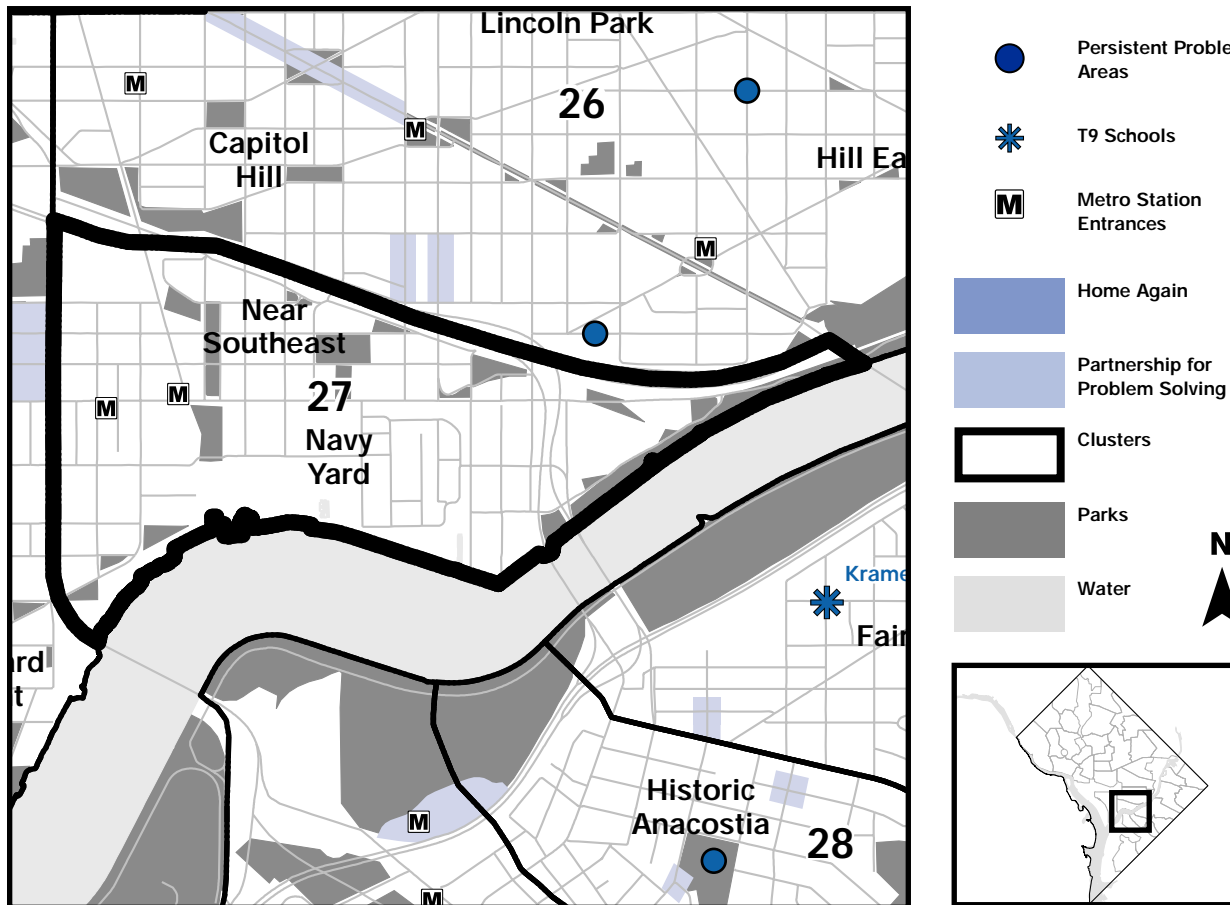 Lincoln Park
26
Capitol
Hill
Hill Ea
M
M
M
Near
Southeast
27
M
M
Navy
Yard
Krame
Fair
ard
t
Historic
Anacostia
28
M
M
Persistent Proble
Areas
T9 Schools
M
Metro Station
Entrances
Home Again
Partnership for
Problem Solving
Clusters
Parks
N
Water